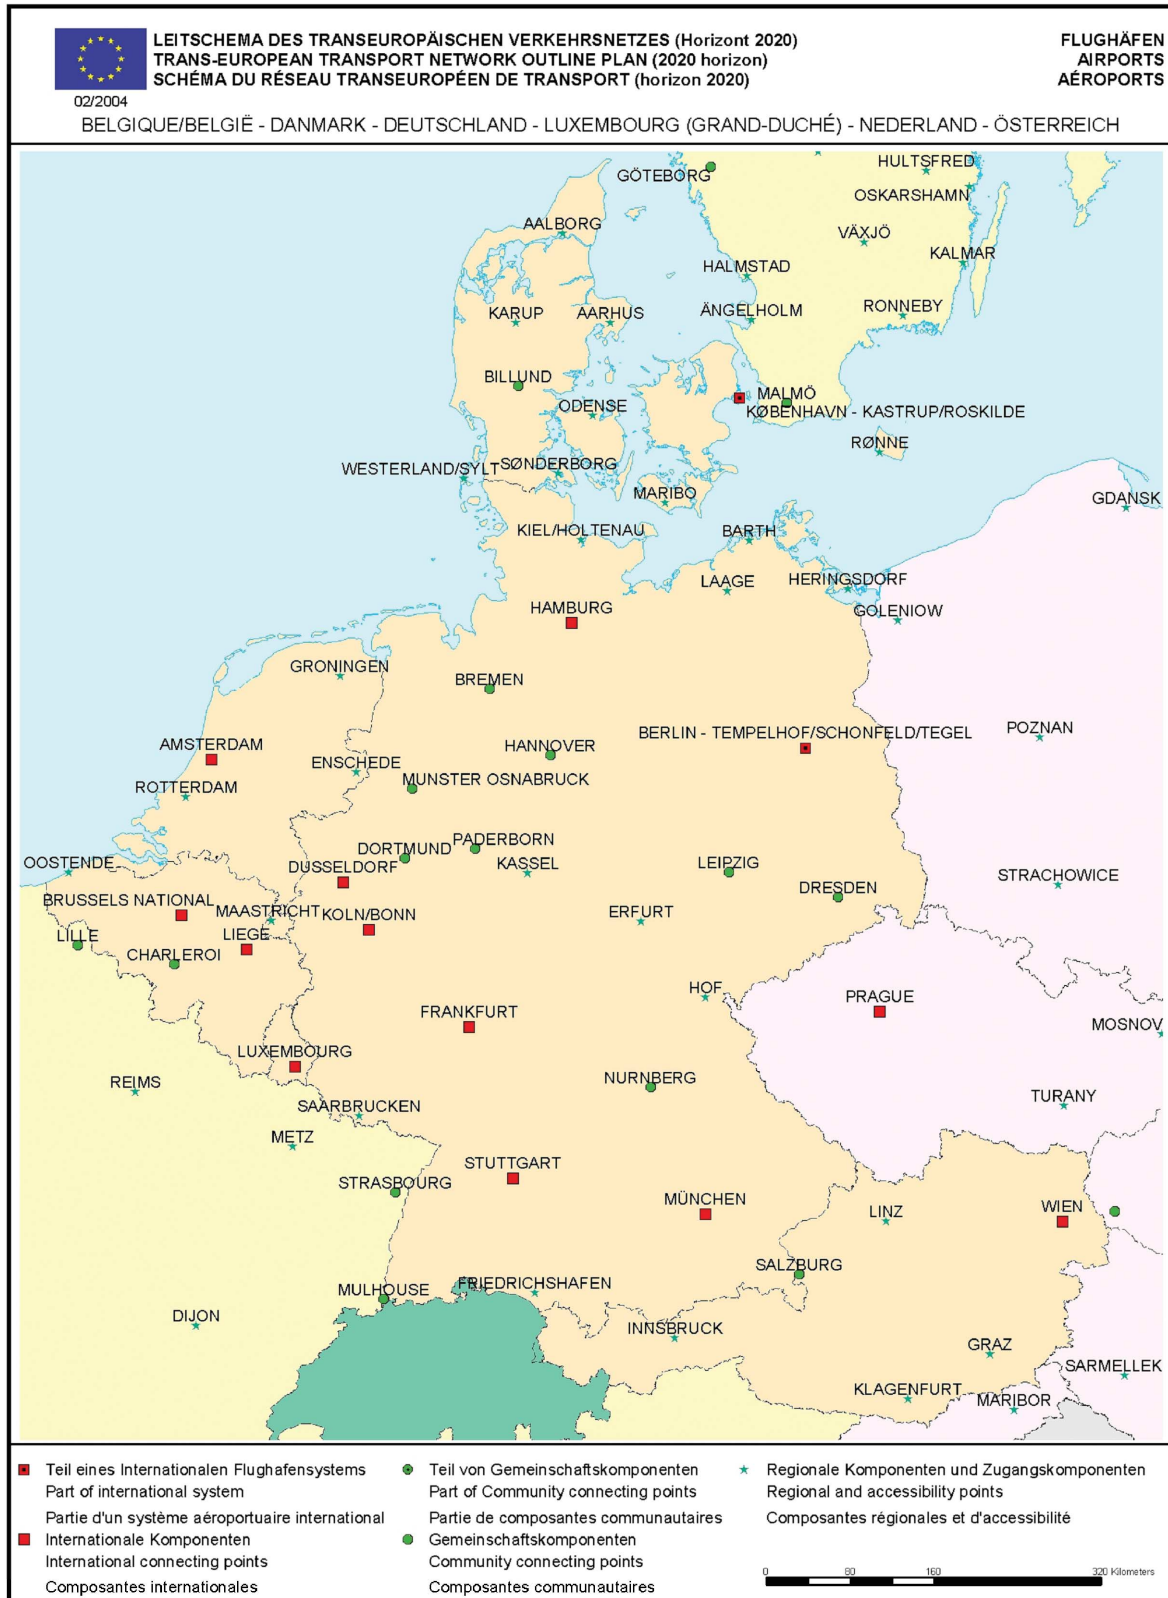 LEITSCHEMA DES TRANSEUROPÄISCHEN VERKEHRSNETZES (Horizont 2020)
TRANS-EUROPEAN TRANSPORT NETWORK OUTLINE PLAN (2020 horizon)
SCHÉMA DU RÉSEAU TRANSEUROPÉEN DE TRANSPORT (horizon 2020)
FLUGHÄFEN
AIRPORTS
AÉROPORTS
02/2004
BELGIQUE/BELGIË - DANMARK - DEUTSCHLAND - LUXEMBOURG (GRAND-DUCHÉ) - NEDERLAND - ÖSTERREICH
HULTSFRED
GÖTEBORG
OSKARSHAMN
AALBORG
VÄXJÖ
KALMAR
HALMSTAD
KARUP
AARHUS
ÄNGELHOLM
RONNEBY
BILLUND
MALMÖ
ODENSE
KØBENHAVN - KASTRUP/ROSKILDE
RØNNE
WESTERLAND/SYLT
SØNDERBORG
MARIBO
GDANSK
KIEL/HOLTENAU
BARTH
LAAGE
HERINGSDORF
HAMBURG
GOLENIOW
GRONINGEN
BREMEN
POZNAN
BERLIN - TEMPELHOF/SCHONFELD/TEGEL
AMSTERDAM
HANNOVER
ENSCHEDE
MUNSTER OSNABRUCK
ROTTERDAM
PADERBORN
DORTMUND
OOSTENDE
DUSSELDORF
KASSEL
LEIPZIG
STRACHOWICE
DRESDEN
BRUSSELS NATIONAL
MAASTRICHT
KOLN/BONN
ERFURT
LILLE
LIEGE
CHARLEROI
HOF
PRAGUE
FRANKFURT
MOSNOV
LUXEMBOURG
NURNBERG
REIMS
TURANY
SAARBRUCKEN
METZ
STUTTGART
STRASBOURG
MÜNCHEN
LINZ
WIEN
SALZBURG
MULHOUSE
FRIEDRICHSHAFEN
DIJON
INNSBRUCK
GRAZ
SARMELLEK
KLAGENFURT
MARIBOR
Teil eines Internationalen Flughafensystems
Part of international system
Partie d'un système aéroportuaire international
Internationale Komponenten
International connecting points
Composantes internationales
Teil von Gemeinschaftskomponenten
Part of Community connecting points
Partie de composantes communautaires
Gemeinschaftskomponenten
Community connecting points
Composantes communautaires
Regionale Komponenten und Zugangskomponenten
Regional and accessibility points
Composantes régionales et d'accessibilité
0 80 160 320 Kilometers